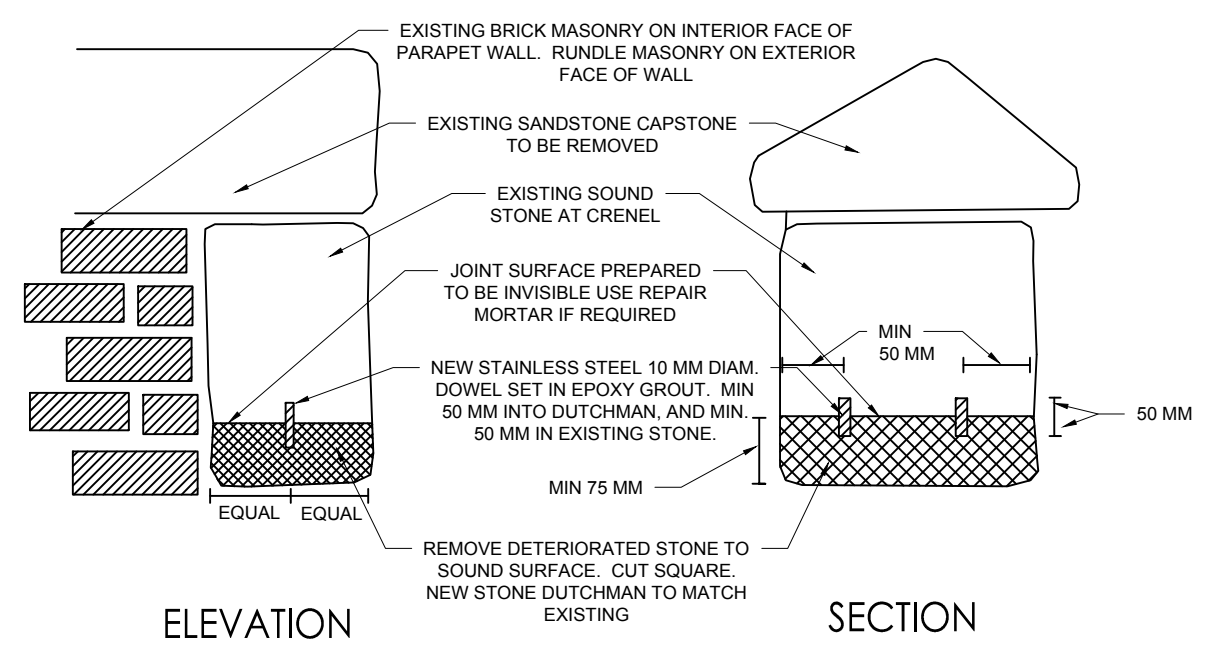 EXISTING BRICK MASONRY ON INTERIOR FACE OF
PARAPET WALL.  RUNDLE MASONRY ON EXTERIOR
FACE OF WALL
EXISTING SANDSTONE CAPSTONE
TO BE REMOVED
EXISTING SOUND
STONE AT CRENEL
JOINT SURFACE PREPARED
TO BE INVISIBLE USE REPAIR
MORTAR IF REQUIRED
MIN
50 MM
NEW STAINLESS STEEL 10 MM DIAM.
DOWEL SET IN EPOXY GROUT.  MIN
50 MM INTO DUTCHMAN, AND MIN.
50 MM IN EXISTING STONE.
50 MM
MIN 75 MM
EQUAL
EQUAL
REMOVE DETERIORATED STONE TO
SOUND SURFACE.  CUT SQUARE.
NEW STONE DUTCHMAN TO MATCH
EXISTING
ELEVATION
SECTION